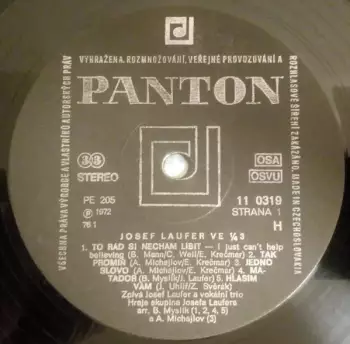 VYHRAŽENA. ROZMNOŽOVÁNÍ, VEŘEJNÉ PROVOZOVÁNÍ A
ROZHLASOVÉ ŠÍŘENÍ ZAKÁZÁNO. MADE IN CZECHOSLOVAKIA
VŠECHNA PRÁVA VÝROBCE A VLASTNÍKŮ AUTORSKÝCH PRÁV
PANTON
33
STEREO
OSA
OSVU
PE 205
11 0319
Ⓟ 1972
STRANA 1
76 1
H
JOSEF LAUFER VE ¼3
1. TO RÁD SI NECHÁM LÍBIT — I just can't help
believing (B. Mann/C. Weil/E. Krečmar) 2. TAK
PROMIŇ (A. Michajlov/E. Krečmar) 3. JEDNO
SLOVO (A. Michajlov/E. Krečmar) 4. MA-
TADOR (B. Myslík/J. Laufer) 5. HLÁSÍM
VÁM (J. Uhlíř/Z. Svěrák)
Zpívá Josef Laufer a vokální trio
Hraje skupina Josefa Laufera
arr. B. Myslík (1, 2, 4, 5)
a A. Michajlov (3)